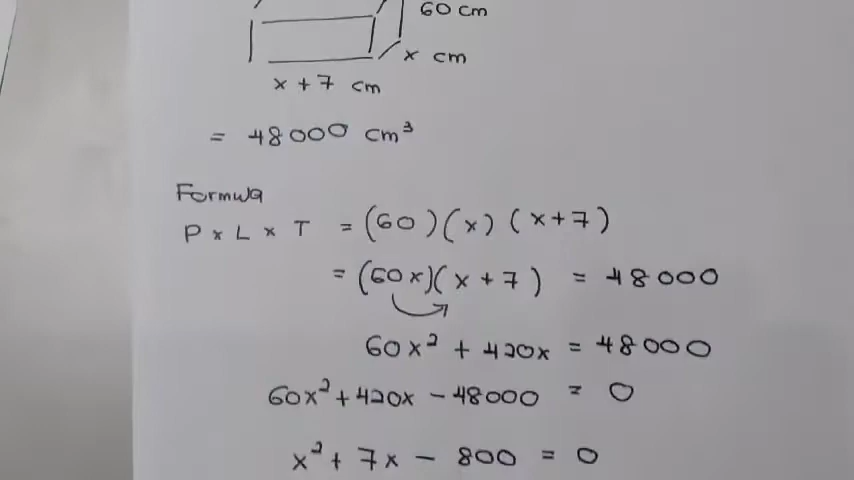 60 cm
x cm
x + 7 cm
= 48000 cm³
Formula
P x L x T = (60)(x)(x+7)
= (60x)(x + 7) = 48000
60x² + 420x = 48000
60x² + 420x - 48000 = 0
x² + 7x - 800 = 0